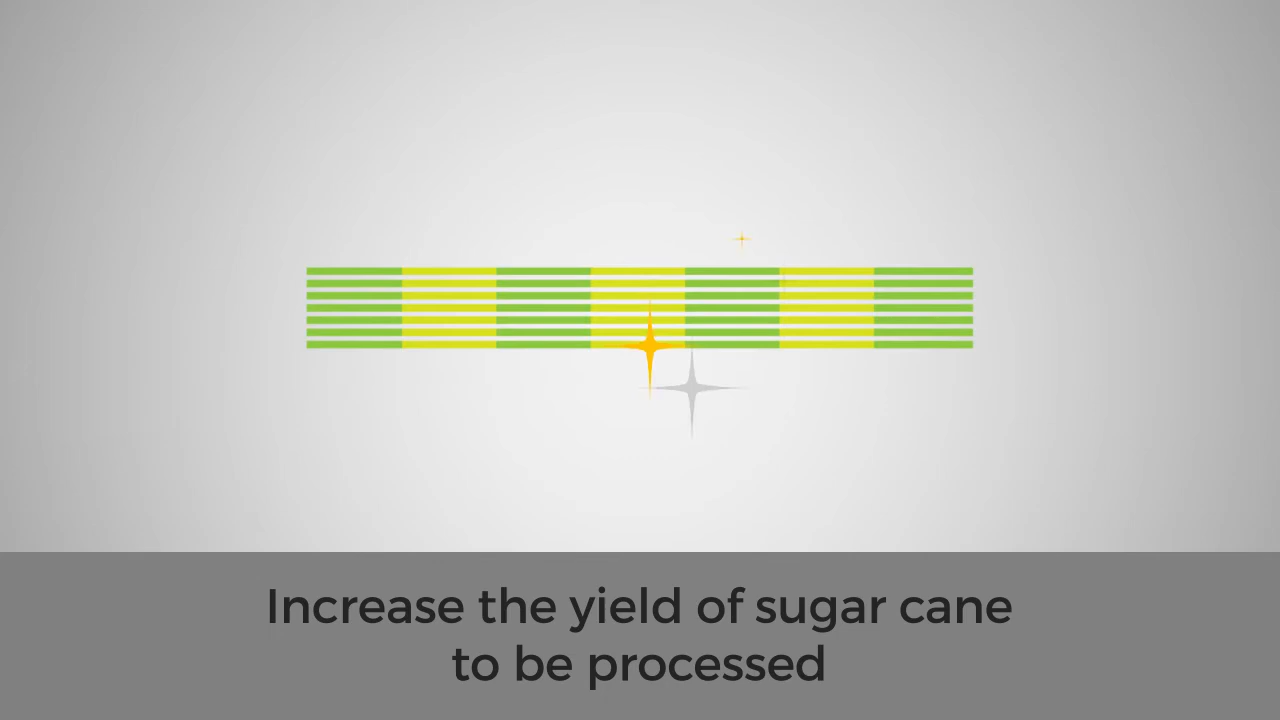 Increase the yield of sugar cane
to be processed